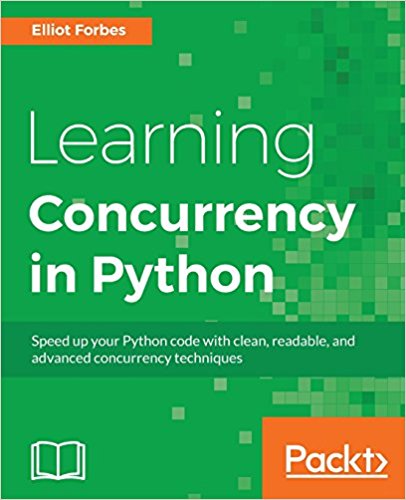 Elliot Forbes
Learning
Concurrency
in Python
Speed up your Python code with clean, readable, and
advanced concurrency techniques
Packt>